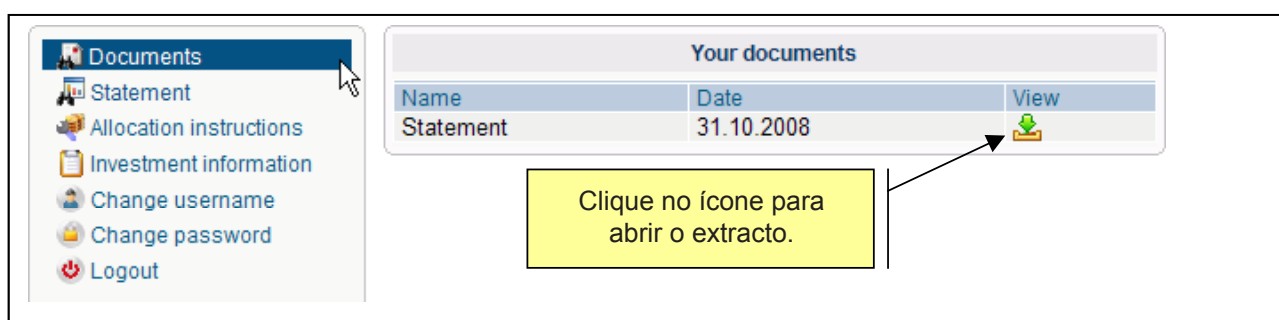 Documents
Statement
Allocation instructions
Investment information
Change username
Change password
Logout
Your documents
Name Date View
Statement 31.10.2008
Clique no ícone para
abrir o extracto.